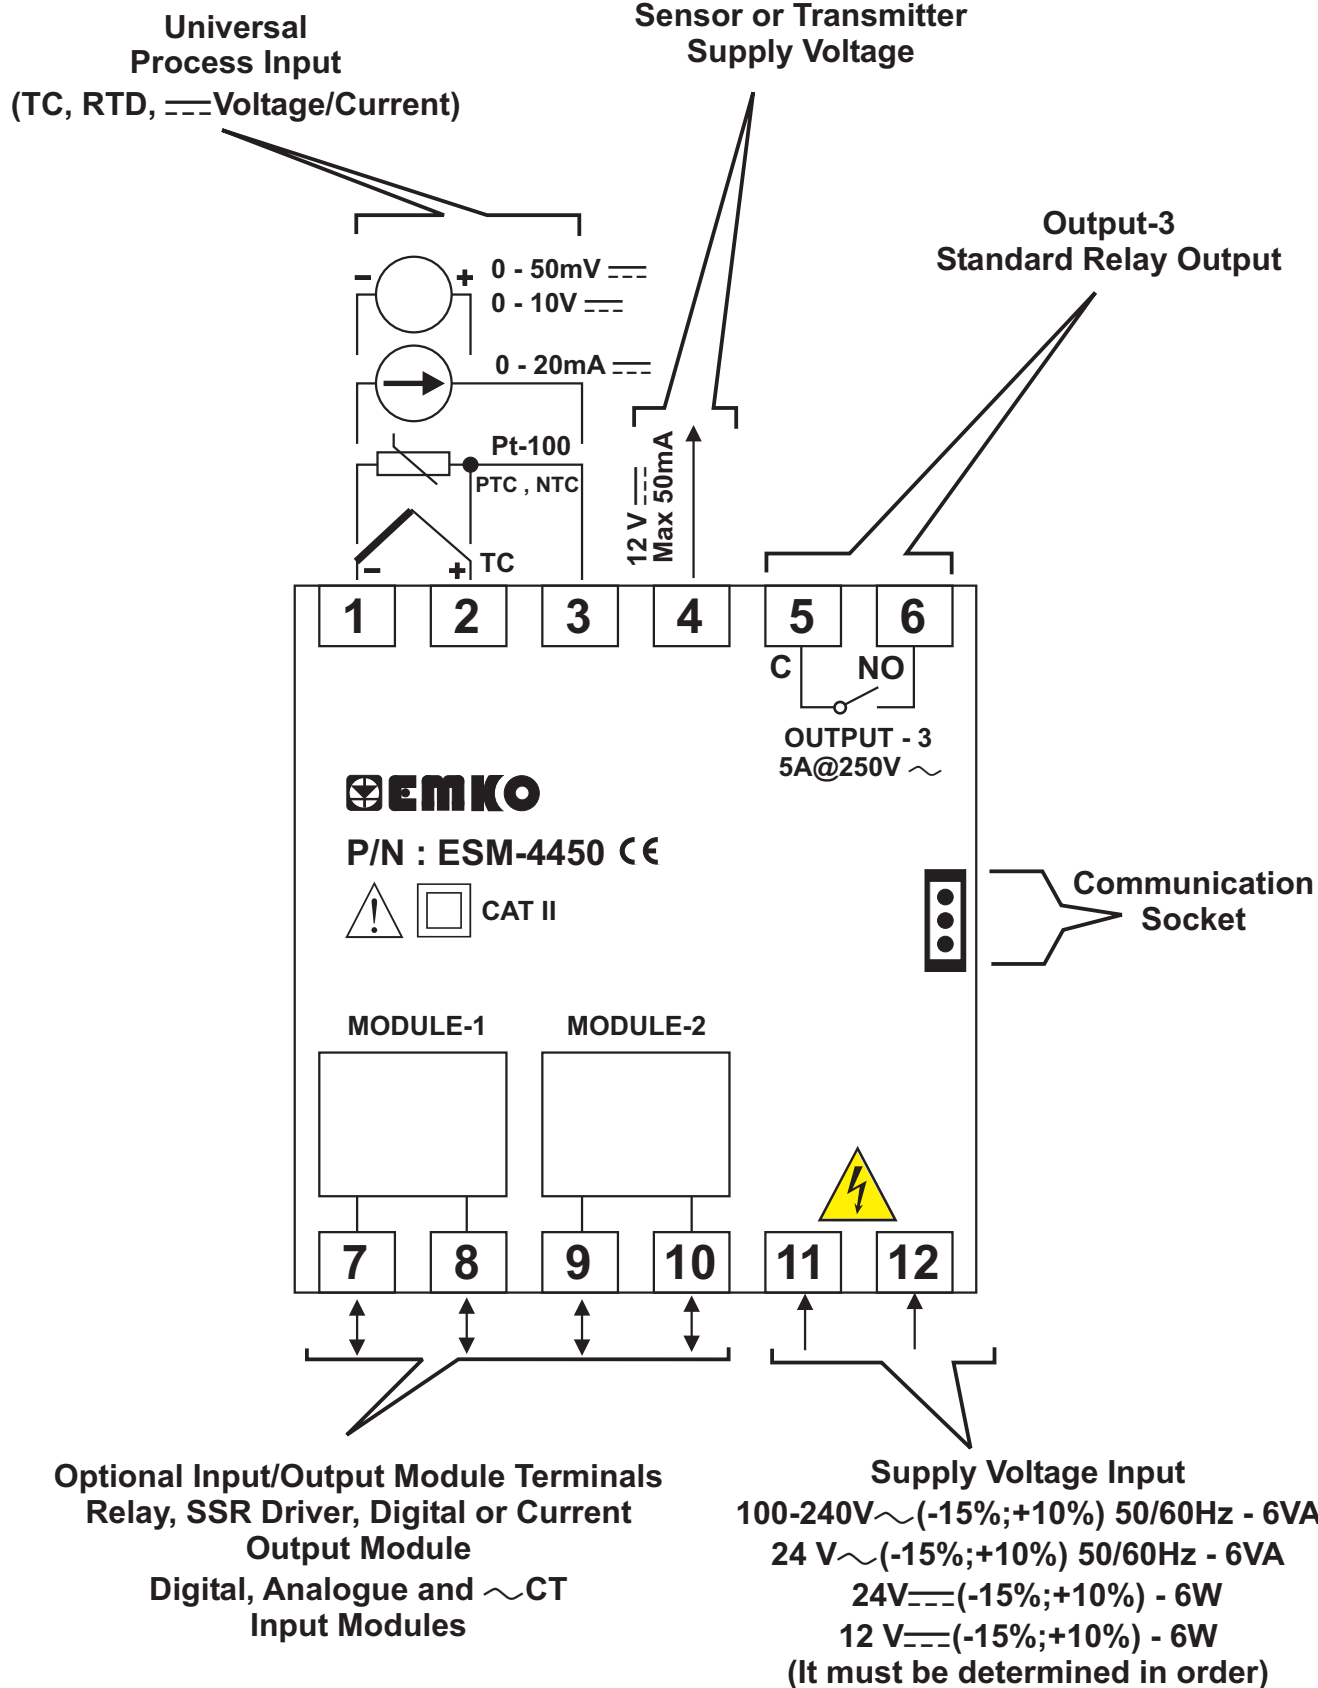 Universal
Process Input
(TC, RTD, ⎓Voltage/Current)
Sensor or Transmitter
Supply Voltage
Output-3
Standard Relay Output
- + 0 - 50mV ⎓
0 - 10V ⎓
0 - 20mA ⎓
Pt-100
PTC , NTC
- + TC
12 V ⎓
Max 50mA
1 2 3 4 5 6
C NO
OUTPUT - 3
5A@250V ～
EMKO
P/N : ESM-4450 CE
! CAT II
Communication
Socket
MODULE-1 MODULE-2
7 8 9 10 11 12
Optional Input/Output Module Terminals
Relay, SSR Driver, Digital or Current
Output Module
Digital, Analogue and ～CT
Input Modules
Supply Voltage Input
100-240V～(-15%;+10%) 50/60Hz - 6VA
24 V～(-15%;+10%) 50/60Hz - 6VA
24V⎓(-15%;+10%) - 6W
12 V⎓(-15%;+10%) - 6W
(It must be determined in order)